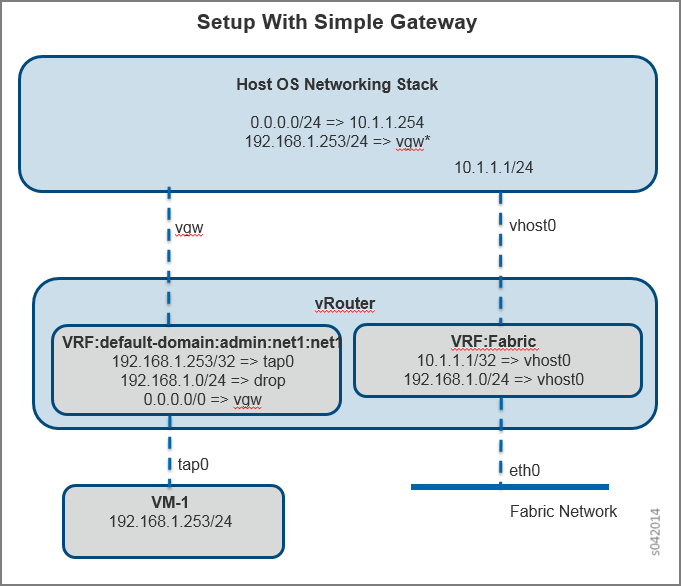 Setup With Simple Gateway
Host OS Networking Stack
0.0.0.0/24 => 10.1.1.254
192.168.1.253/24 => vgw*
10.1.1.1/24
vgw
vhost0
vRouter
VRF:default-domain:admin:net1:net1
192.168.1.253/32 => tap0
192.168.1.0/24 => drop
0.0.0.0/0 => vgw
VRF:Fabric
10.1.1.1/32 => vhost0
192.168.1.0/24 => vhost0
tap0
eth0
VM-1
192.168.1.253/24
Fabric Network
s042014